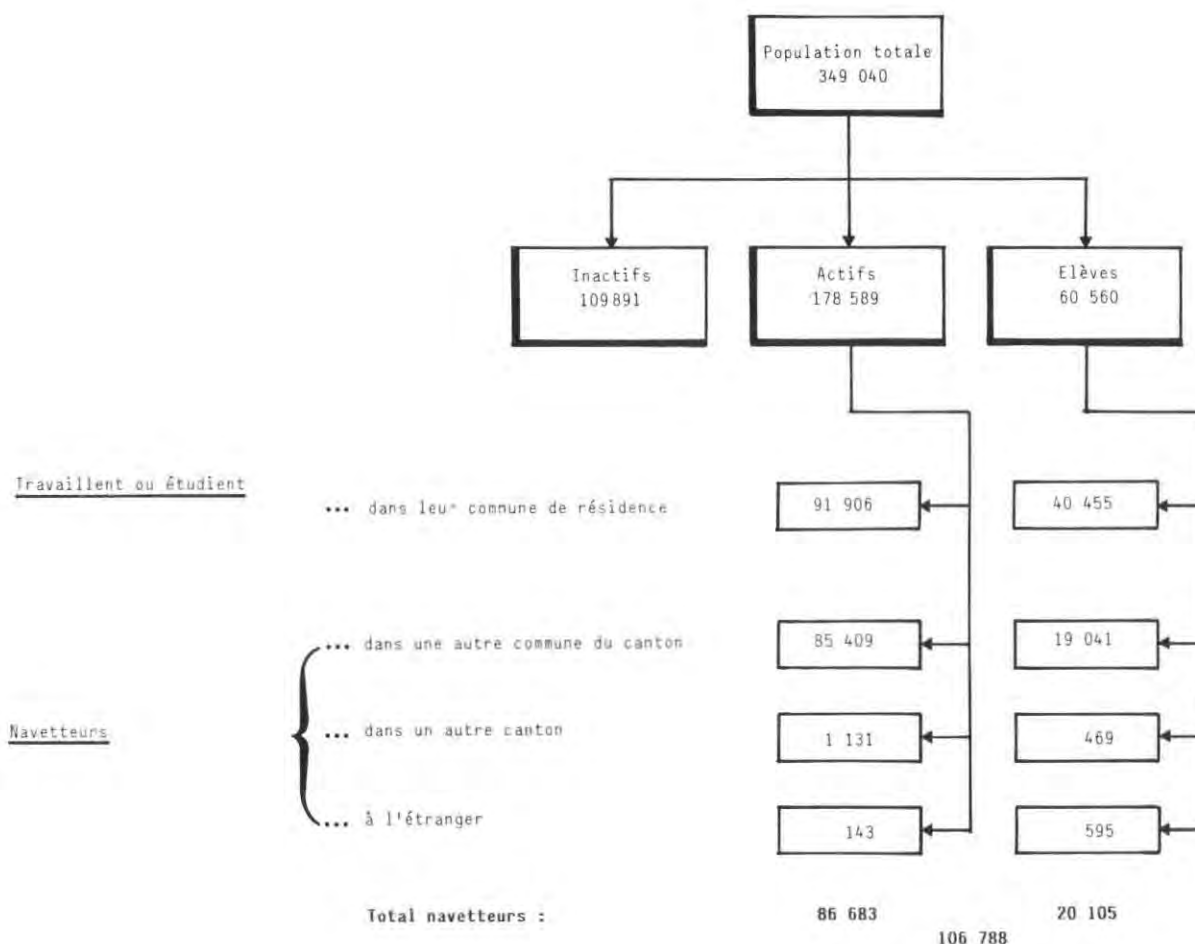 Population totale
349 040
Inactifs
109 891
Actifs
178 589
Elèves
60 560
Travaillent ou étudient
... dans leur commune de résidence
91 906
40 455
... dans une autre commune du canton
85 409
19 041
Navetteurs
... dans un autre canton
1 131
469
... à l'étranger
143
595
Total navetteurs :
86 683
20 105
106 788